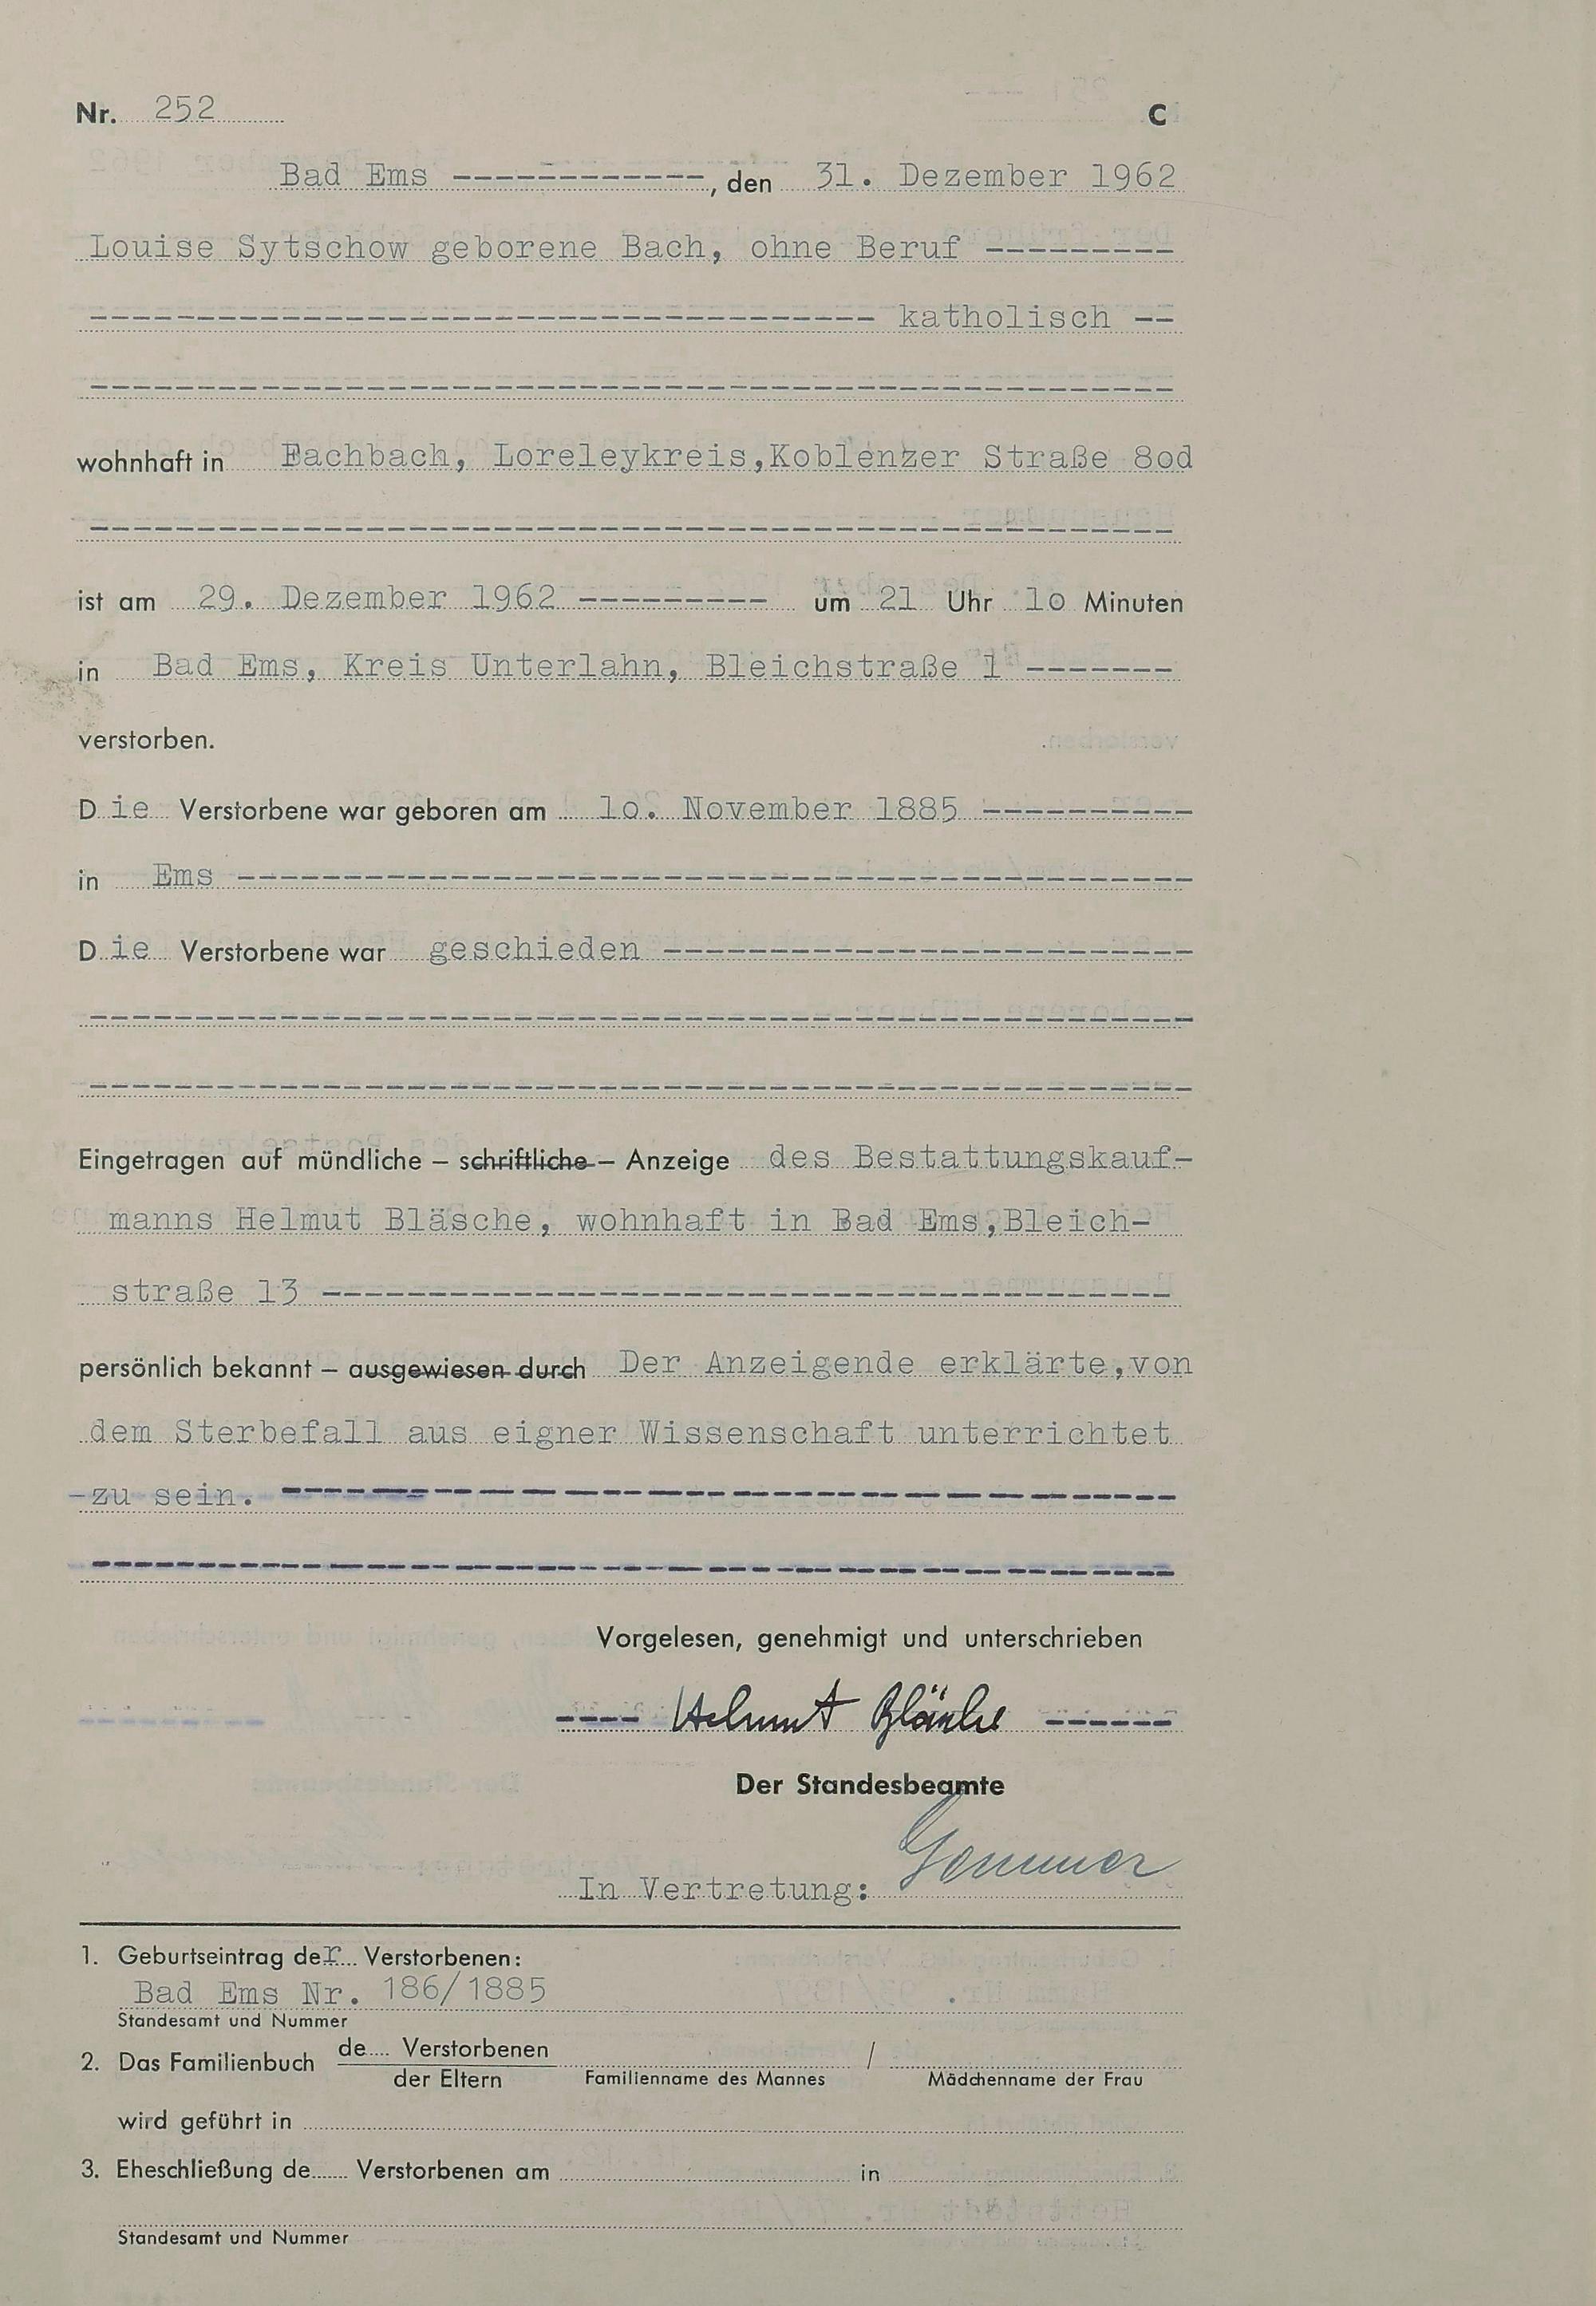 Nr. 252 C
Bad Ems ------------, den 31. Dezember 1962
Louise Sytschow geborene Bach, ohne Beruf ---------
------------------------------------- katholisch --
---------------------------------------------------
wohnhaft in Fachbach, Loreleykreis,Koblenzer Straße 8od
---------------------------------------------------
ist am 29. Dezember 1962 --------- um 21 Uhr 1o Minuten
in Bad Ems, Kreis Unterlahn, Bleichstraße 1 -------
verstorben.
Die Verstorbene war geboren am 1o. November 1885 ----------
in Ems ---------------------------------------------
Die Verstorbene war geschieden -------------------------
----------------------------------------------------
----------------------------------------------------
Eingetragen auf mündliche – schriftliche – Anzeige des Bestattungskauf-
manns Helmut Bläsche, wohnhaft in Bad Ems,Bleich-
straße 13 ----------------------------------------
persönlich bekannt – ausgewiesen durch Der Anzeigende erklärte,von
dem Sterbefall aus eigner Wissenschaft unterrichtet
-zu sein. ------------------------------------------
---------------------------------------------------
Vorgelesen, genehmigt und unterschrieben
---- Helmut Bläsche ------
Der Standesbeamte
In Vertretung:
1. Geburtseintrag der Verstorbenen:
Bad Ems Nr. 186/1885
Standesamt und Nummer
2. Das Familienbuch de.... Verstorbenen /
der Eltern Familienname des Mannes Mädchenname der Frau
wird geführt in
3. Eheschließung de....... Verstorbenen am in
Standesamt und Nummer